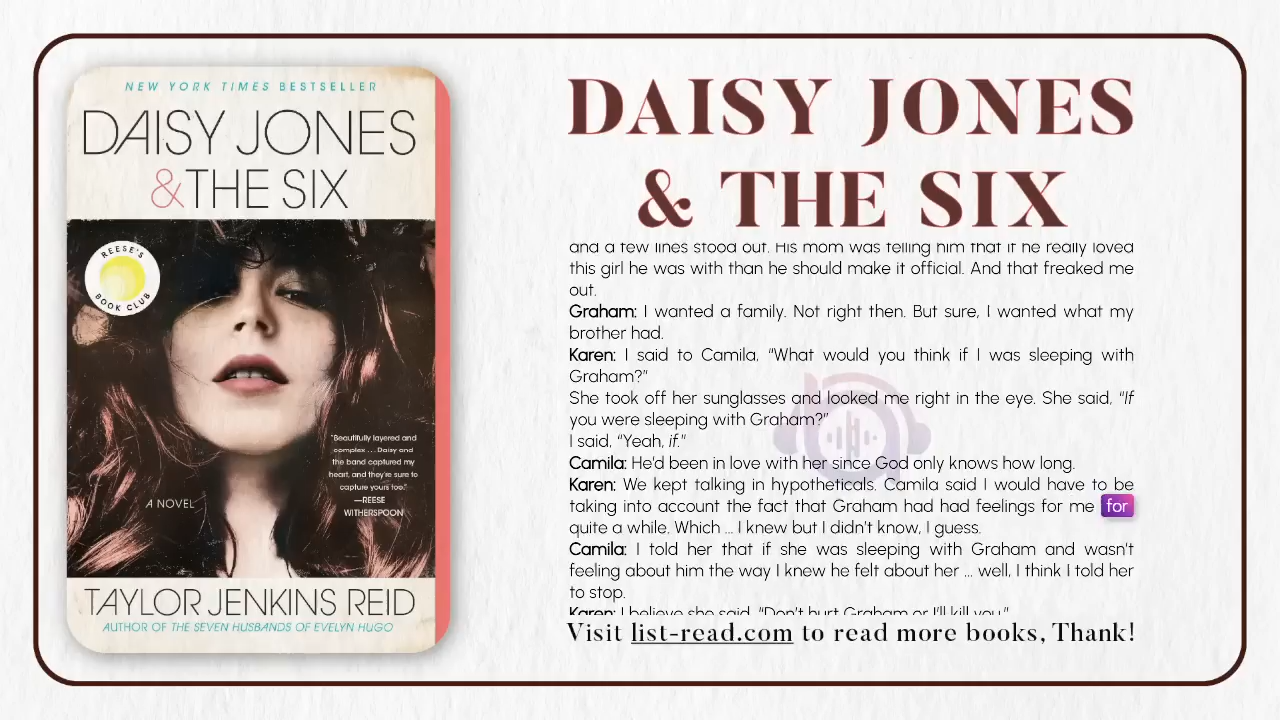 NEW YORK TIMES BESTSELLER
DAISY JONES
& THE SIX
REESE'S
BOOK CLUB
"Beautifully layered and
complex . . . Daisy and
the band captured my
heart, and they're sure to
capture yours too."
—REESE
WITHERSPOON
A NOVEL
TAYLOR JENKINS REID
AUTHOR OF THE SEVEN HUSBANDS OF EVELYN HUGO
DAISY JONES
& THE SIX
and a few lines stood out. His mom was telling him that if he really loved
this girl he was with than he should make it official. And that freaked me
out.
Graham: I wanted a family. Not right then. But sure, I wanted what my
brother had.
Karen: I said to Camila, “What would you think if I was sleeping with
Graham?”
She took off her sunglasses and looked me right in the eye. She said, “If
you were sleeping with Graham?”
I said, “Yeah, if.”
Camila: He’d been in love with her since God only knows how long.
Karen: We kept talking in hypotheticals. Camila said I would have to be
taking into account the fact that Graham had had feelings for me for
quite a while. Which ... I knew but I didn’t know, I guess.
Camila: I told her that if she was sleeping with Graham and wasn’t
feeling about him the way I knew he felt about her ... well, I think I told her
to stop.
Karen: I believe she said, “Don’t hurt Graham or I’ll kill you.”
Visit list-read.com to read more books, Thank!